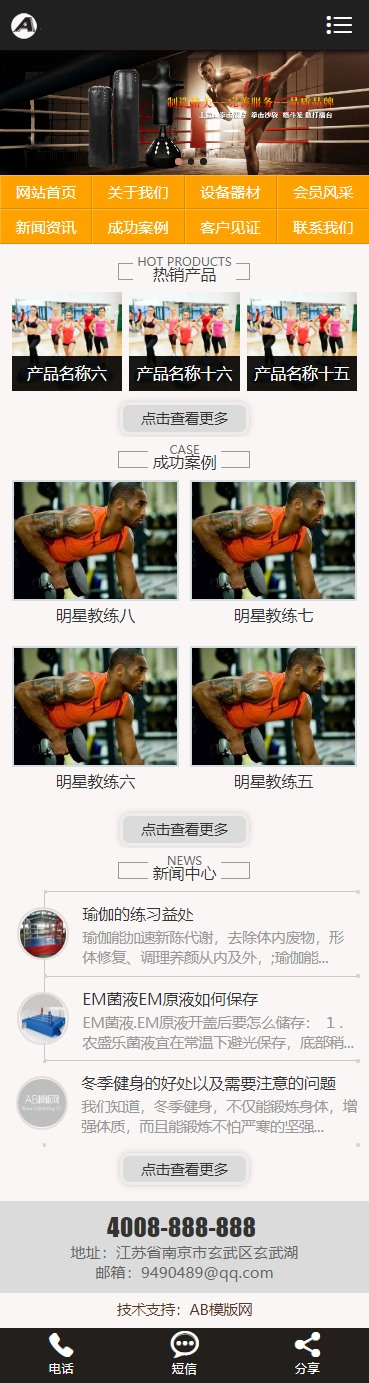 制造浩大 完善服务 品质品牌
网站首页 关于我们 设备器材 会员风采
新闻资讯 成功案例 客户见证 联系我们
HOT PRODUCTS
热销产品
产品名称六 产品名称十六 产品名称十五
点击查看更多
CASE
成功案例
明星教练八 明星教练七
明星教练六 明星教练五
点击查看更多
NEWS
新闻中心
瑜伽的练习益处
瑜伽能加速新陈代谢，去除体内废物，形
体修复、调理养颜从内及外，;瑜伽能...
EM菌液EM原液如何保存
EM菌液.EM原液开盖后要怎么储存： 1 .
农盛乐菌液宜在常温下避光保存，底部稍...
AB模版网
冬季健身的好处以及需要注意的问题
我们知道，冬季健身，不仅能锻炼身体，增
强体质，而且能锻炼不怕严寒的坚强...
点击查看更多
4008-888-888
地址：江苏省南京市玄武区玄武湖
邮箱：9490489@qq.com
技术支持：AB模版网
电话 短信 分享